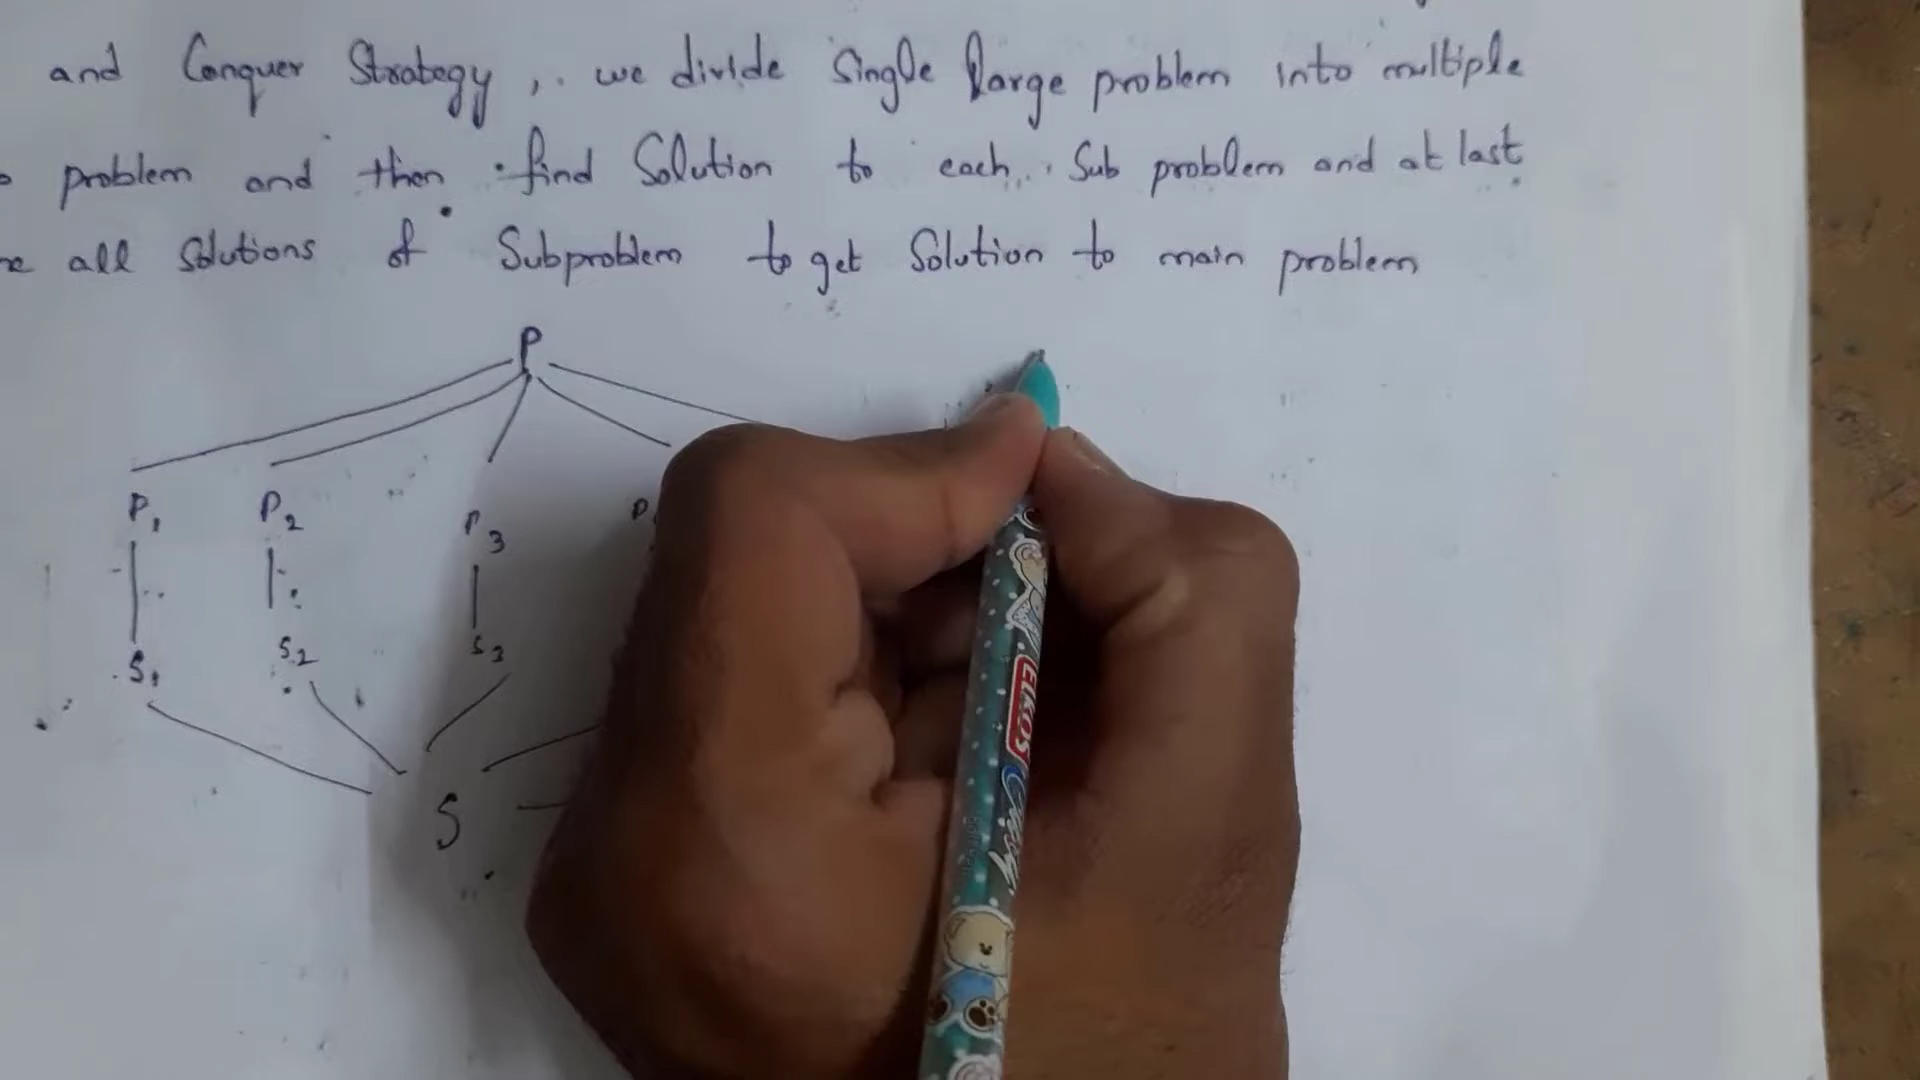 and Conquer Strategy, we divide Single large problem into multiple
problem and then find Solution to each Sub problem and at last
all Solutions of Subproblem to get Solution to main problem
P
P1 P2 P3 P
S1 S2 S3
S
ELKOS